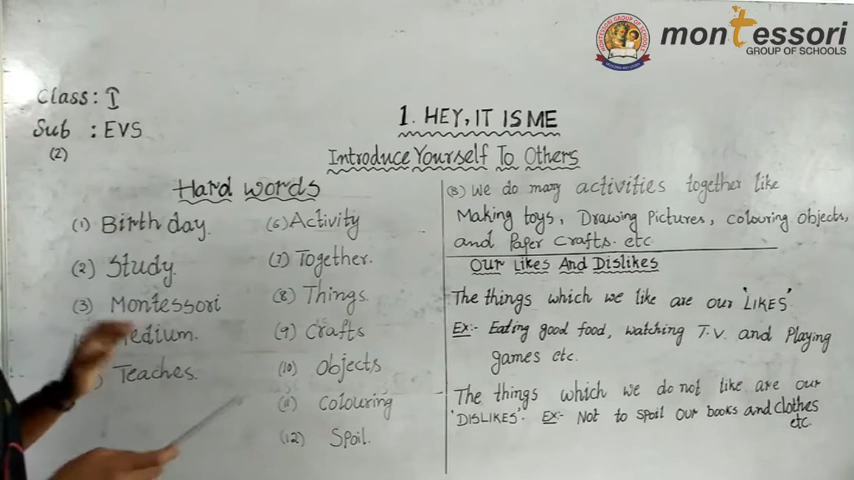 montessori
GROUP OF SCHOOLS
Class: I
Sub : EVS
(2)
1. HEY, IT IS ME
Introduce Yourself To Others
Hard words
(1) Birthday.
(2) Study.
(3) Montessori
Medium.
Teaches.
(6) Activity
(7) Together.
(8) Things.
(9) Crafts
(10) Objects
(11) Colouring
(12) Spoil.
(8) We do many activities together like
Making toys, Drawing Pictures, colouring objects,
and Paper Crafts. etc
Our Likes And Dislikes
The things which we like are our 'LIKES'.
Ex:- Eating good food, watching T.V. and Playing
games etc.
The things which we do not like are our
'DISLIKES'. Ex:- Not to spoil our books and clothes
etc.